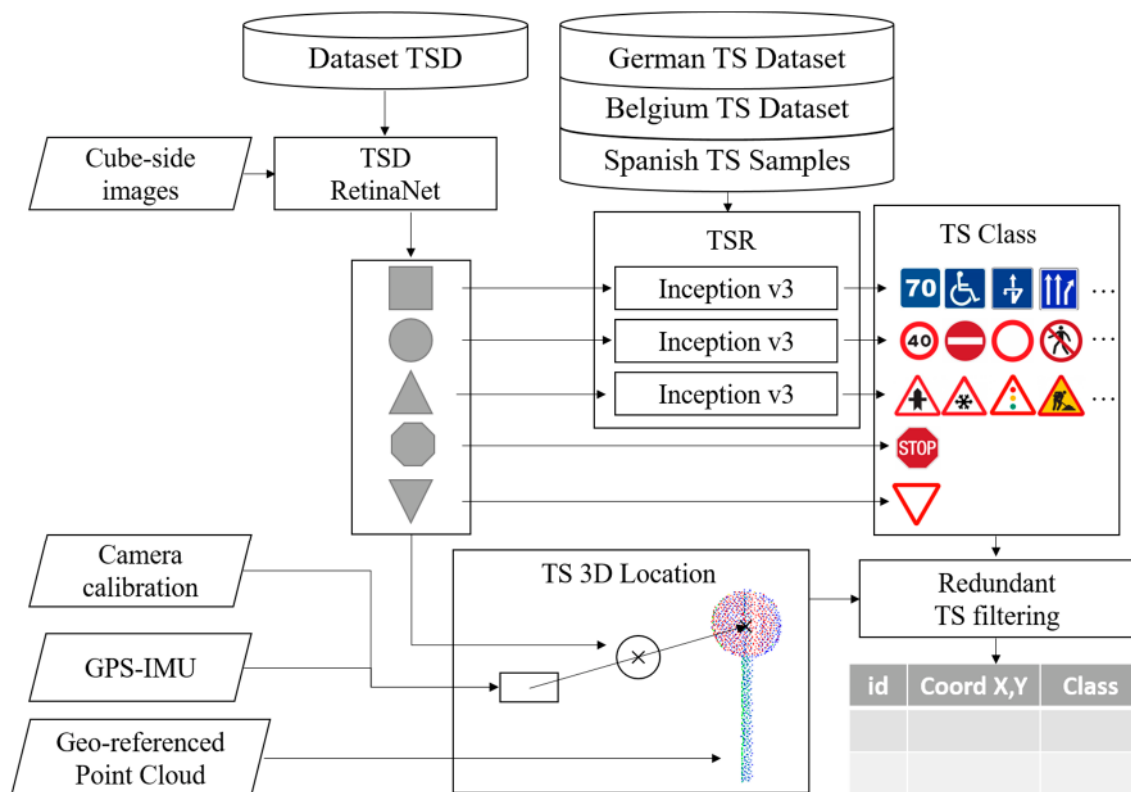 Dataset TSD
German TS Dataset
Belgium TS Dataset
Spanish TS Samples
Cube-side
images
TSD
RetinaNet
TSR
Inception v3
Inception v3
Inception v3
TS Class
70
...
40
...
...
STOP
Camera
calibration
GPS-IMU
Geo-referenced
Point Cloud
TS 3D Location
Redundant
TS filtering
id Coord X,Y Class